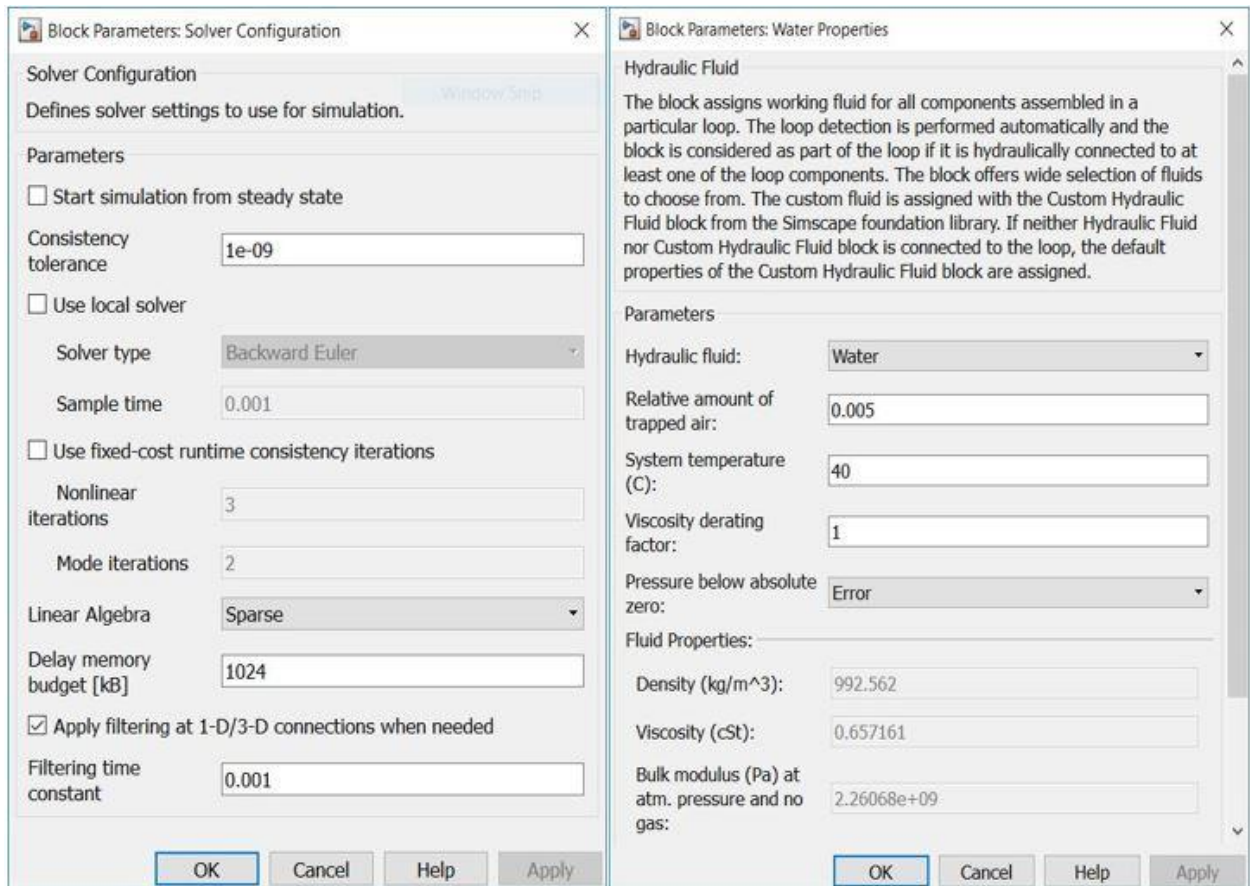 Block Parameters: Solver Configuration
Solver Configuration
Window Snip
Defines solver settings to use for simulation.
Parameters
Start simulation from steady state
Consistency
tolerance
1e-09
Use local solver
Solver type
Backward Euler
Sample time
0.001
Use fixed-cost runtime consistency iterations
Nonlinear
iterations
3
Mode iterations
2
Linear Algebra
Sparse
Delay memory
budget [kB]
1024
Apply filtering at 1-D/3-D connections when needed
Filtering time
constant
0.001
OK
Cancel
Help
Apply
Block Parameters: Water Properties
Hydraulic Fluid
The block assigns working fluid for all components assembled in a
particular loop. The loop detection is performed automatically and the
block is considered as part of the loop if it is hydraulically connected to at
least one of the loop components. The block offers wide selection of fluids
to choose from. The custom fluid is assigned with the Custom Hydraulic
Fluid block from the Simscape foundation library. If neither Hydraulic Fluid
nor Custom Hydraulic Fluid block is connected to the loop, the default
properties of the Custom Hydraulic Fluid block are assigned.
Parameters
Hydraulic fluid:
Water
Relative amount of
trapped air:
0.005
System temperature
(C):
40
Viscosity derating
factor:
1
Pressure below absolute
zero:
Error
Fluid Properties:
Density (kg/m^3):
992.562
Viscosity (cSt):
0.657161
Bulk modulus (Pa) at
atm. pressure and no
gas:
2.26068e+09
OK
Cancel
Help
Apply